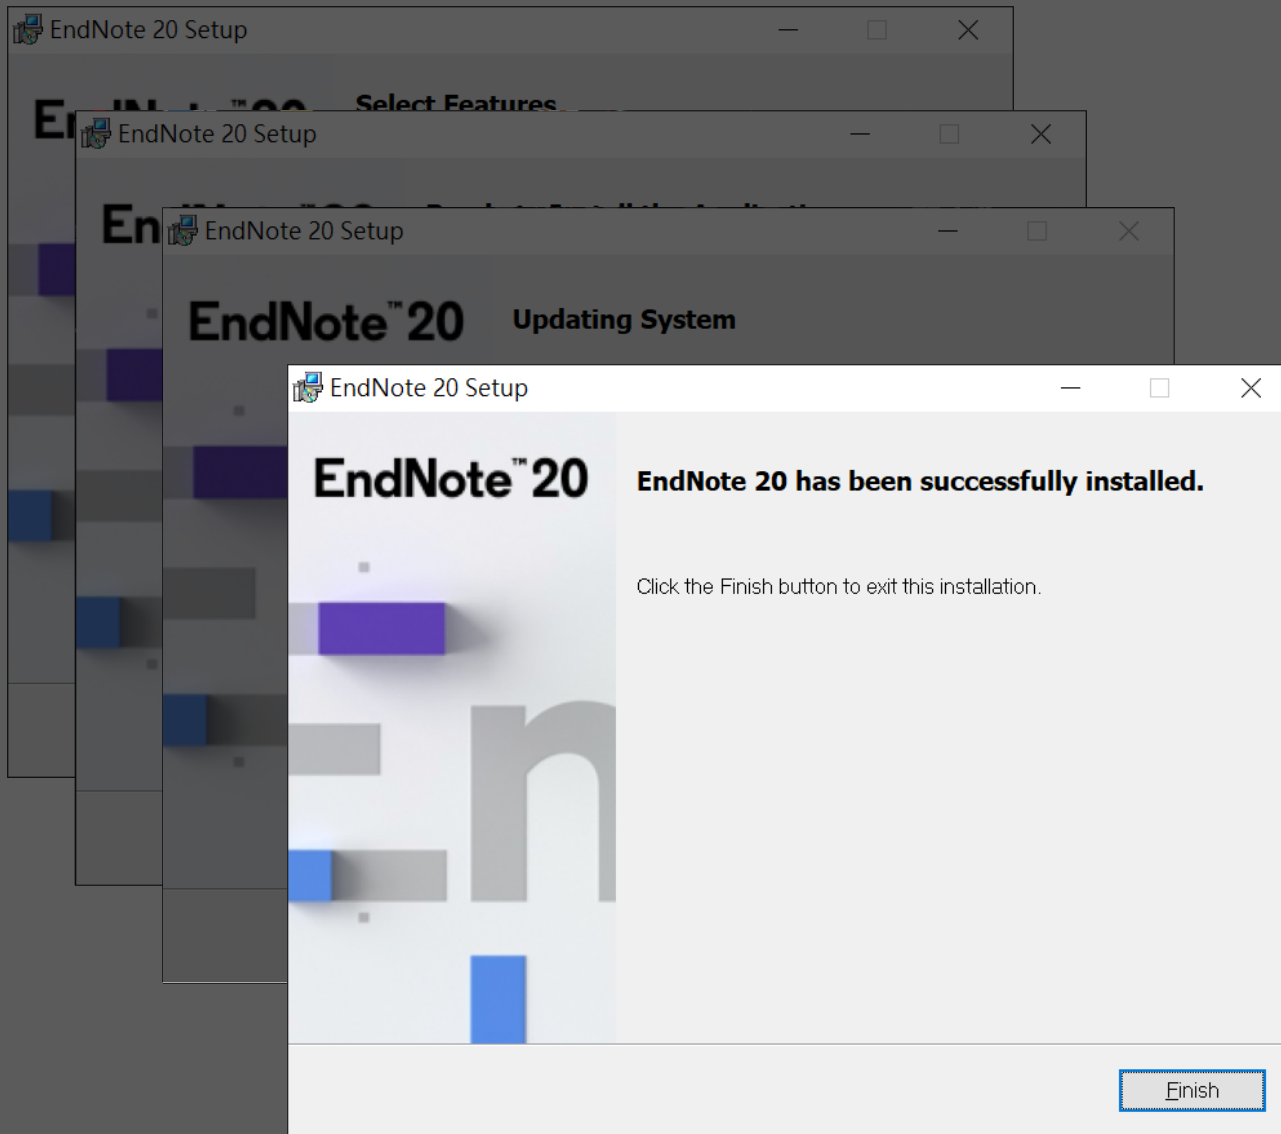 EndNote 20 Setup
Select Features
EndNote 20 Setup
EndNote 20 Setup
EndNote™20
Updating System
EndNote 20 Setup
EndNote™20
EndNote 20 has been successfully installed.
Click the Finish button to exit this installation.
En
Finish